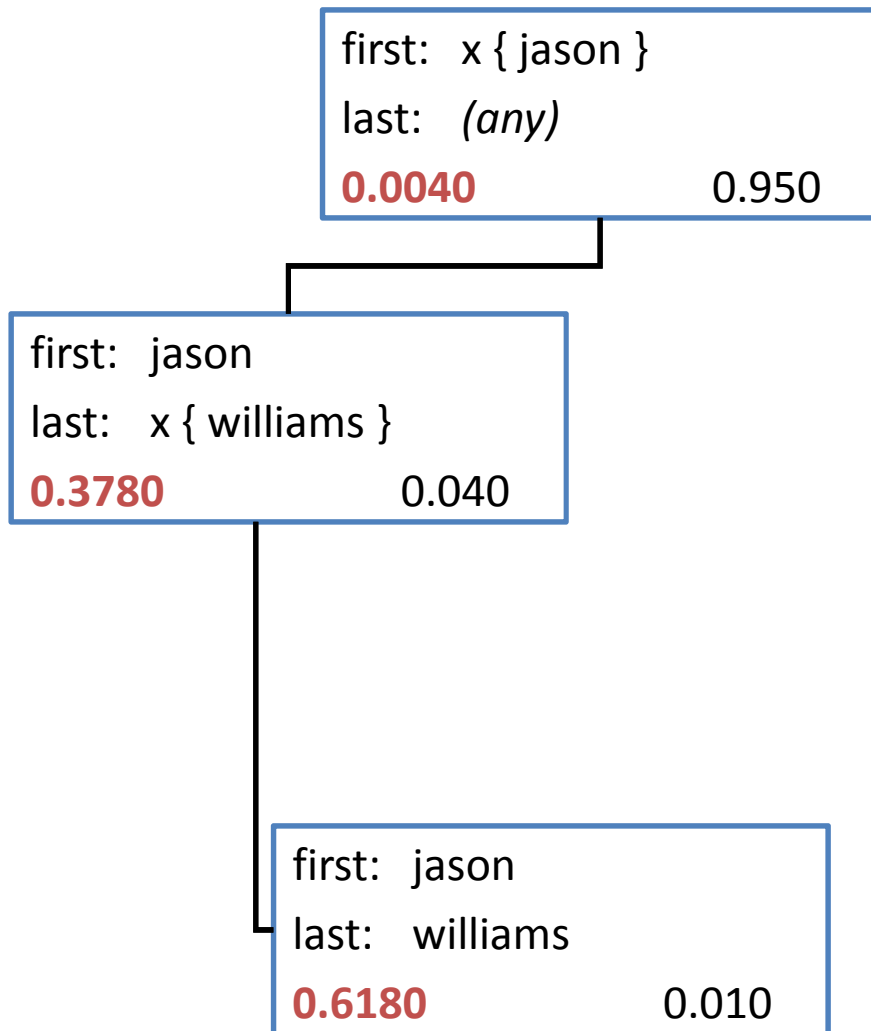 first: x { jason }
last: (any)
0.0040 0.950
first: jason
last: x { williams }
0.3780 0.040
first: jason
last: williams
0.6180 0.010